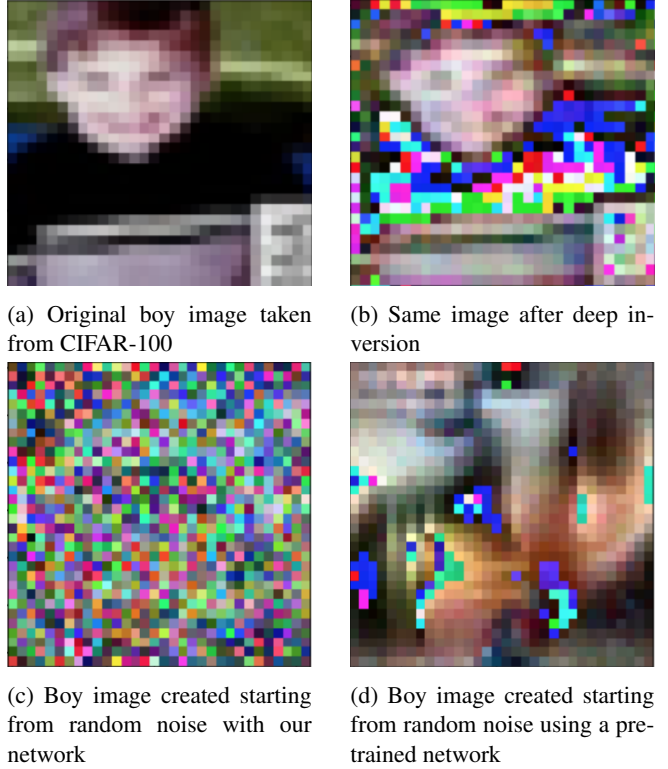 (a) Original boy image taken
from CIFAR-100
(b) Same image after deep in-
version
(c) Boy image created starting
from random noise with our
network
(d) Boy image created starting
from random noise using a pre-
trained network